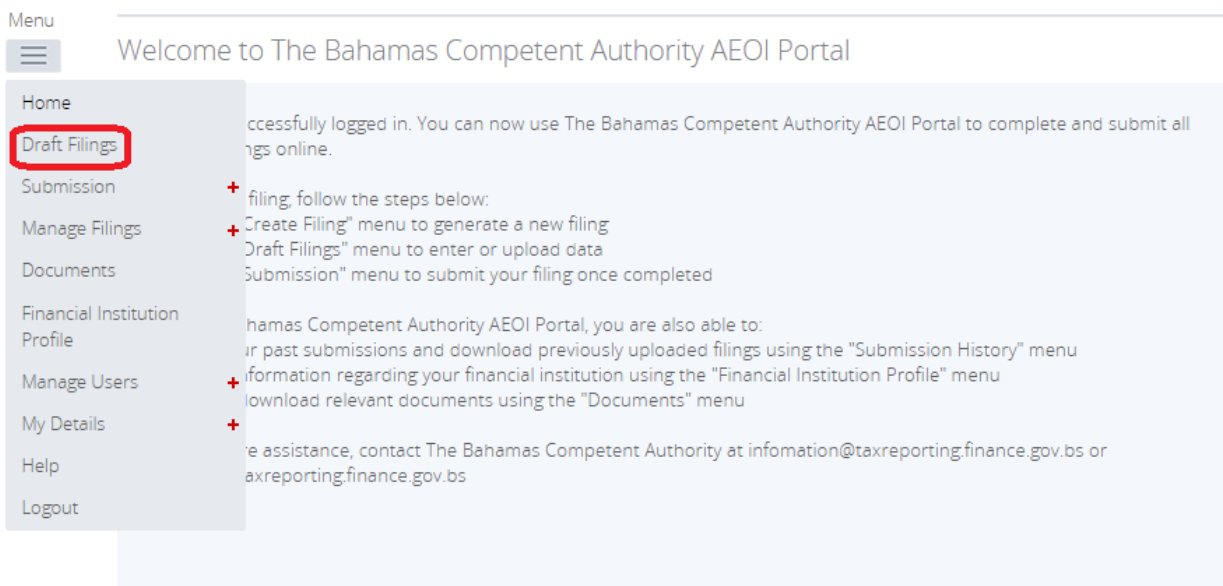 Menu
Welcome to The Bahamas Competent Authority AEOI Portal
Home
Draft Filings
Submission
Manage Filings
Documents
Financial Institution
Profile
Manage Users
My Details
Help
Logout
logged in. You can now use The Bahamas Competent Authority AEOI Portal to complete and submit all
online.
filing, follow the steps below:
Create Filing" menu to generate a new filing
Draft Filings" menu to enter or upload data
Submission" menu to submit your filing once completed
Competent Authority AEOI Portal, you are also able to:
past submissions and download previously uploaded filings using the "Submission History" menu
regarding your financial institution using the "Financial Institution Profile" menu
relevant documents using the "Documents" menu
assistance, contact The Bahamas Competent Authority at infomation@taxreporting.finance.gov.bs or
axreporting.finance.gov.bs